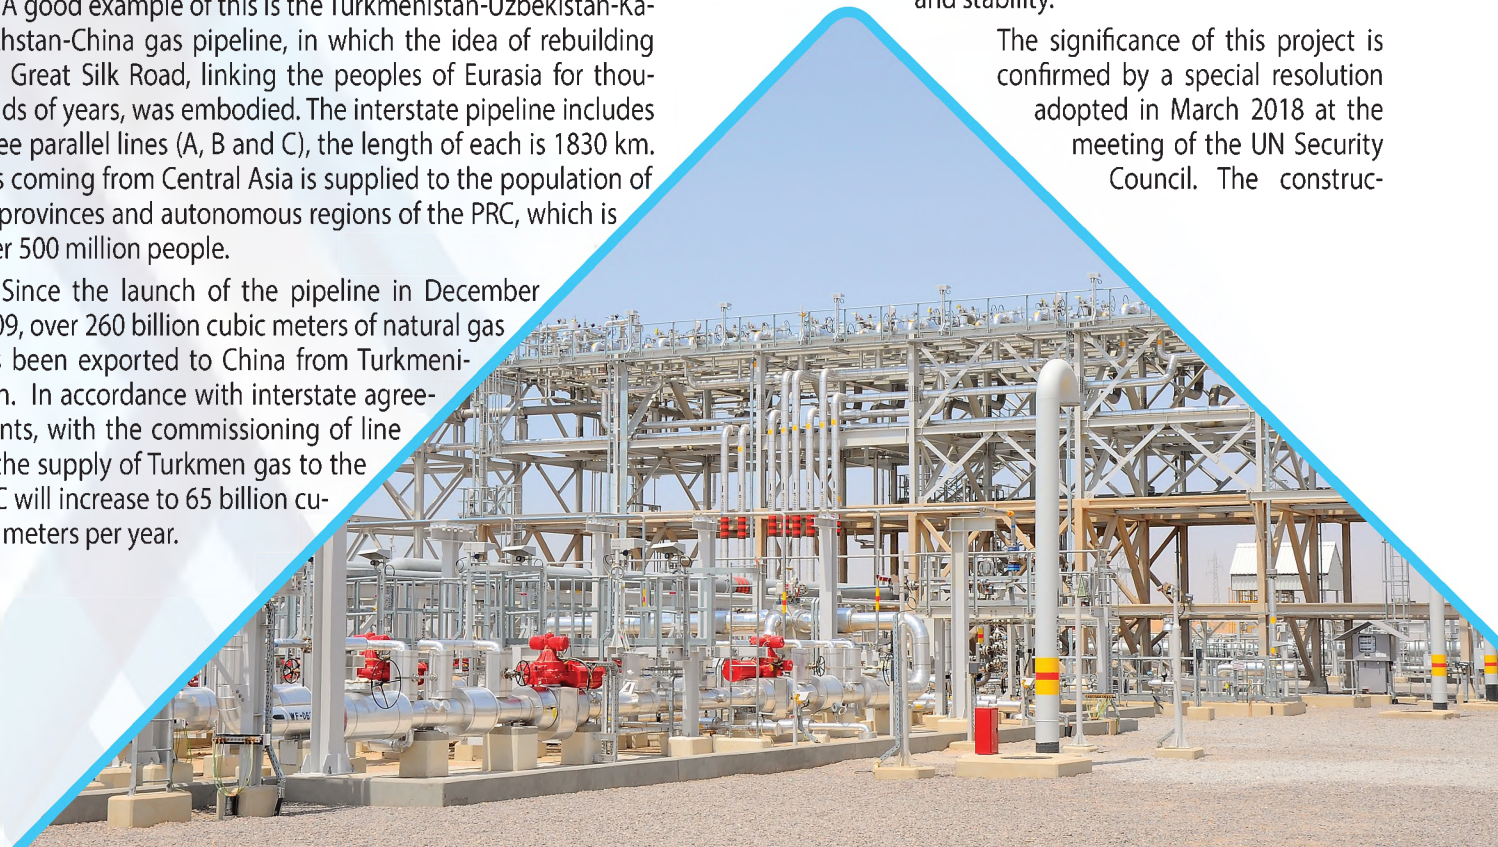 A good example of this is the Turkmenistan-Uzbekistan-Ka-
hstan-China gas pipeline, in which the idea of rebuilding
Great Silk Road, linking the peoples of Eurasia for thou-
ds of years, was embodied. The interstate pipeline includes
ee parallel lines (A, B and C), the length of each is 1830 km.
s coming from Central Asia is supplied to the population of
provinces and autonomous regions of the PRC, which is
er 500 million people.
Since the launch of the pipeline in December
09, over 260 billion cubic meters of natural gas
s been exported to China from Turkmeni-
n. In accordance with interstate agree-
nts, with the commissioning of line
the supply of Turkmen gas to the
C will increase to 65 billion cu-
meters per year.
and stability.
The significance of this project is
confirmed by a special resolution
adopted in March 2018 at the
meeting of the UN Security
Council. The construc-